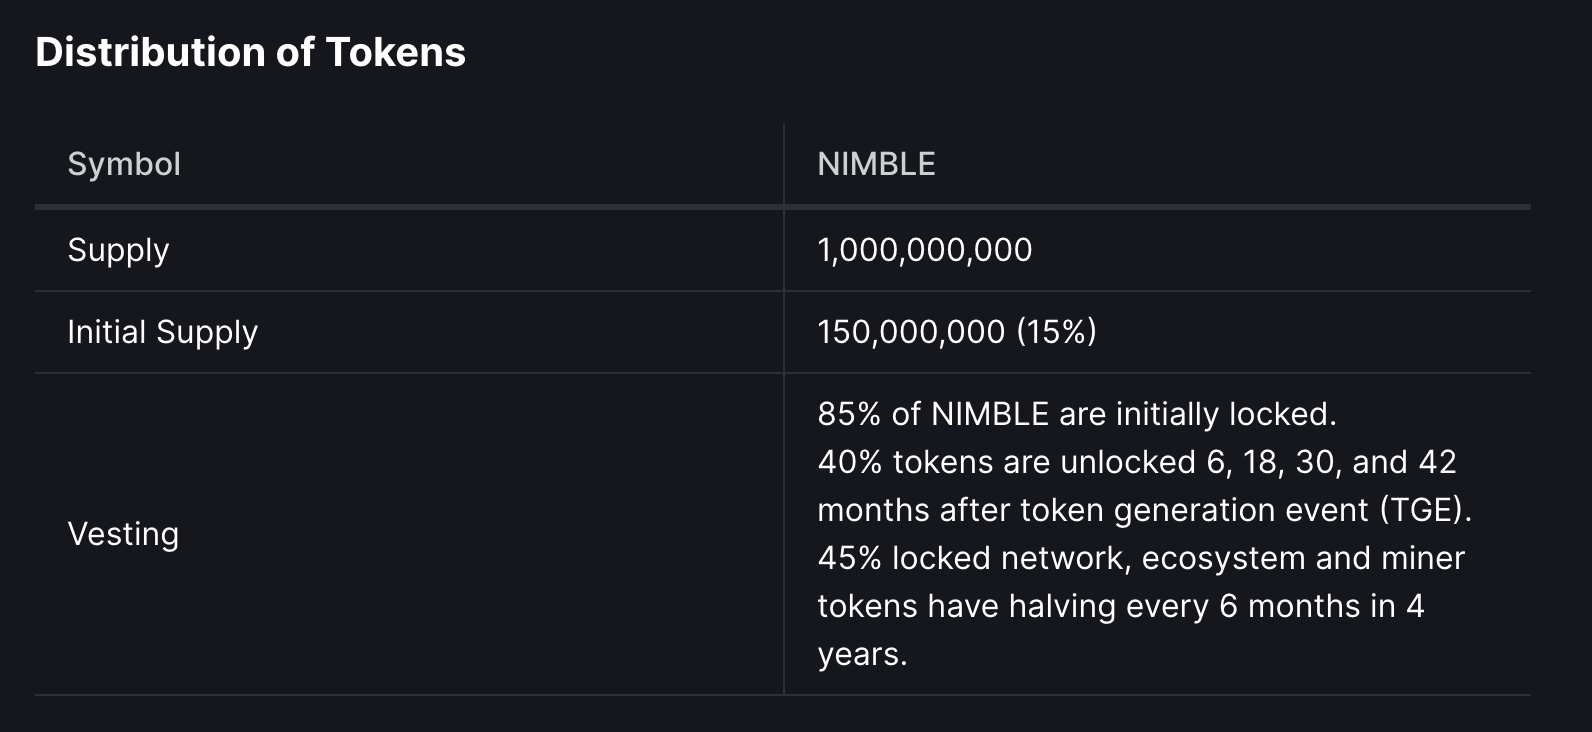 Distribution of Tokens
Symbol
NIMBLE
Supply
1,000,000,000
Initial Supply
150,000,000 (15%)
Vesting
85% of NIMBLE are initially locked.
40% tokens are unlocked 6, 18, 30, and 42
months after token generation event (TGE).
45% locked network, ecosystem and miner
tokens have halving every 6 months in 4
years.